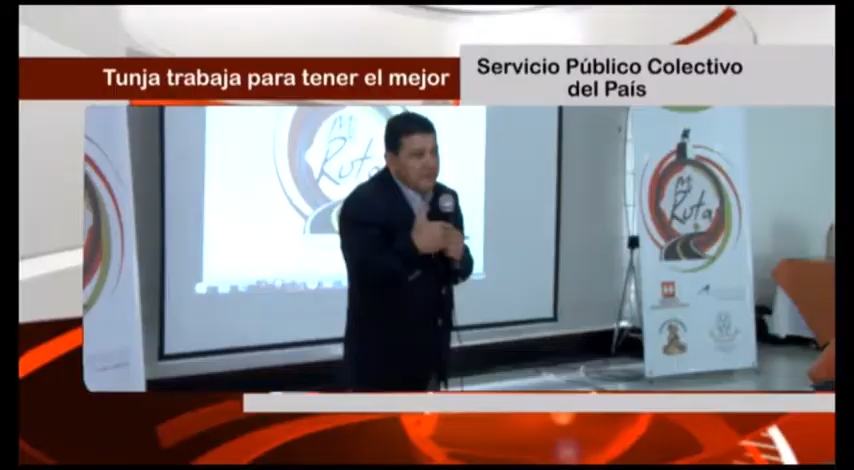 Tunja trabaja para tener el mejor
Servicio Público Colectivo
del País
Mi
Ruta
Mi
Ruta